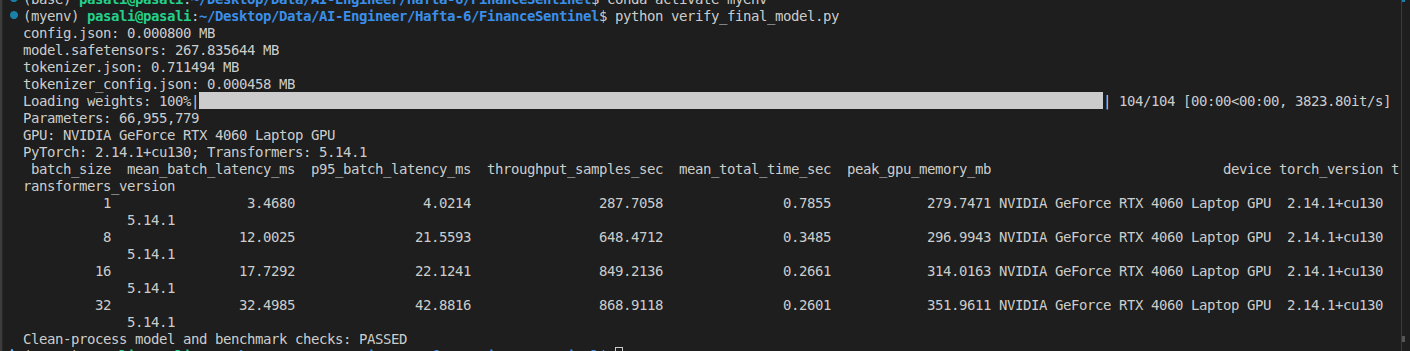 (base) pasali@pasali:~/Desktop/Data/AI-Engineer/Hafta-6/FinanceSentinel$ conda activate myenv
(myenv) pasali@pasali:~/Desktop/Data/AI-Engineer/Hafta-6/FinanceSentinel$ python verify_final_model.py
config.json: 0.000800 MB
model.safetensors: 267.835644 MB
tokenizer.json: 0.711494 MB
tokenizer_config.json: 0.000458 MB
Loading weights: 100%| | 104/104 [00:00<00:00, 3823.80it/s]
Parameters: 66,955,779
GPU: NVIDIA GeForce RTX 4060 Laptop GPU
PyTorch: 2.14.1+cu130; Transformers: 5.14.1
batch_size mean_batch_latency_ms p95_batch_latency_ms throughput_samples_sec mean_total_time_sec peak_gpu_memory_mb device torch_version t
ransformers_version
1 3.4680 4.0214 287.7058 0.7855 279.7471 NVIDIA GeForce RTX 4060 Laptop GPU 2.14.1+cu130
5.14.1
8 12.0025 21.5593 648.4712 0.3485 296.9943 NVIDIA GeForce RTX 4060 Laptop GPU 2.14.1+cu130
5.14.1
16 17.7292 22.1241 849.2136 0.2661 314.0163 NVIDIA GeForce RTX 4060 Laptop GPU 2.14.1+cu130
5.14.1
32 32.4985 42.8816 868.9118 0.2601 351.9611 NVIDIA GeForce RTX 4060 Laptop GPU 2.14.1+cu130
5.14.1
Clean-process model and benchmark checks: PASSED